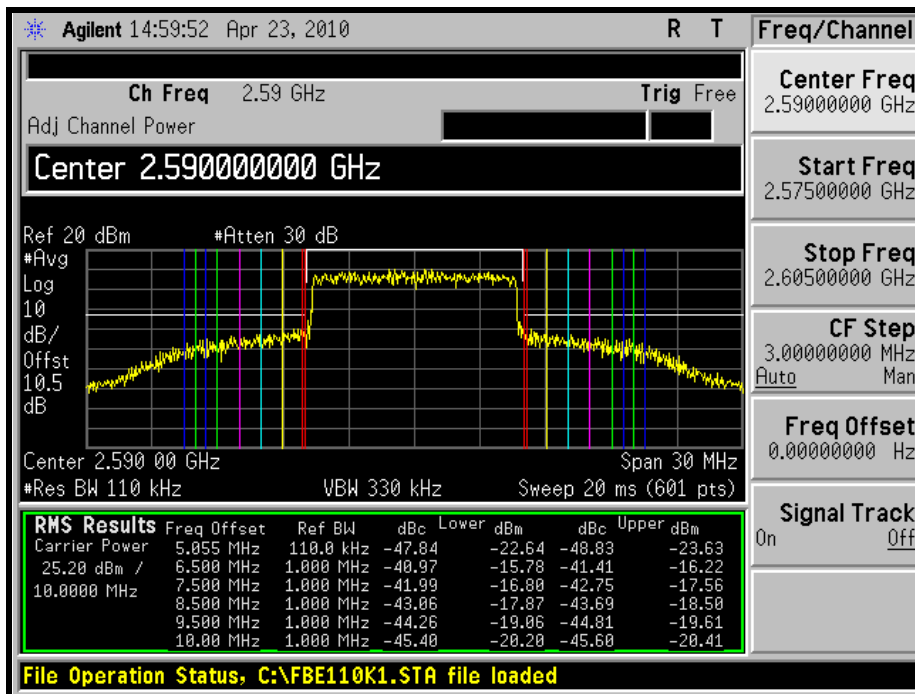 Agilent 14:59:52 Apr 23, 2010 R T
Ch Freq 2.59 GHz Trig Free
Adj Channel Power
Center 2.590000000 GHz
Ref 20 dBm #Atten 30 dB
#Avg
Log
10
dB/
Offst
10.5
dB
Center 2.590 00 GHz Span 30 MHz
#Res BW 110 kHz VBW 330 kHz Sweep 20 ms (601 pts)
RMS Results Freq Offset Ref BW dBc Lower dBm dBc Upper dBm
Carrier Power 5.055 MHz 110.0 kHz -47.84 -22.64 -48.83 -23.63
25.20 dBm / 6.500 MHz 1.000 MHz -40.97 -15.78 -41.41 -16.22
10.0000 MHz 7.500 MHz 1.000 MHz -41.99 -16.80 -42.75 -17.56
8.500 MHz 1.000 MHz -43.06 -17.87 -43.69 -18.50
9.500 MHz 1.000 MHz -44.26 -19.06 -44.81 -19.61
10.00 MHz 1.000 MHz -45.40 -20.20 -45.60 -20.41
File Operation Status, C:\FBE110K1.STA file loaded
Freq/Channel
Center Freq
2.59000000 GHz
Start Freq
2.57500000 GHz
Stop Freq
2.60500000 GHz
CF Step
3.00000000 MHz
Auto Man
Freq Offset
0.00000000 Hz
Signal Track
On Off